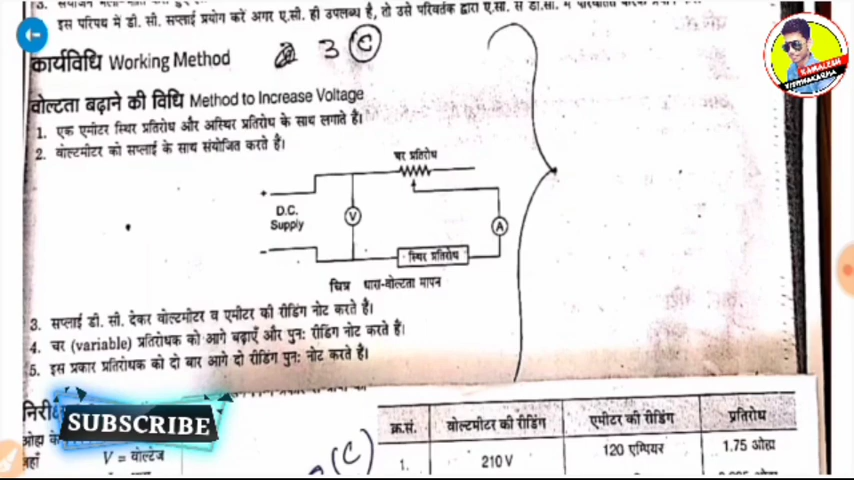 इस परिपथ में डी. सी. सप्लाई प्रयोग करें अगर ए.सी. ही उपलब्ध है, तो उसे परिवर्तक द्वारा ए.सी. से डी.सी. में
कार्यविधि Working Method
3 (C)
वोल्टता बढ़ाने की विधि Method to Increase Voltage
1. एक एमीटर स्थिर प्रतिरोध और अस्थिर प्रतिरोध के साथ लगाते हैं।
2. वोल्टमीटर को सप्लाई के साथ संयोजित करते हैं।
चर प्रतिरोध
+
D.C.
Supply
V
A
–
स्थिर प्रतिरोध
चित्र धारा-वोल्टता मापन
3. सप्लाई डी. सी. देकर वोल्टमीटर व एमीटर की रीडिंग नोट करते हैं।
4. चर (variable) प्रतिरोधक को आगे बढ़ाएँ और पुन: रीडिंग नोट करते हैं।
5. इस प्रकार प्रतिरोधक को दो बार आगे दो रीडिंग पुन: नोट करते हैं।
SUBSCRIBE
V = वोल्टेज
(C)
क्र.सं. वोल्टमीटर की रीडिंग एमीटर की रीडिंग प्रतिरोध
1. 210 V 120 एम्पियर 1.75 ओह्म
KAMALESH
VISHWAKARMA